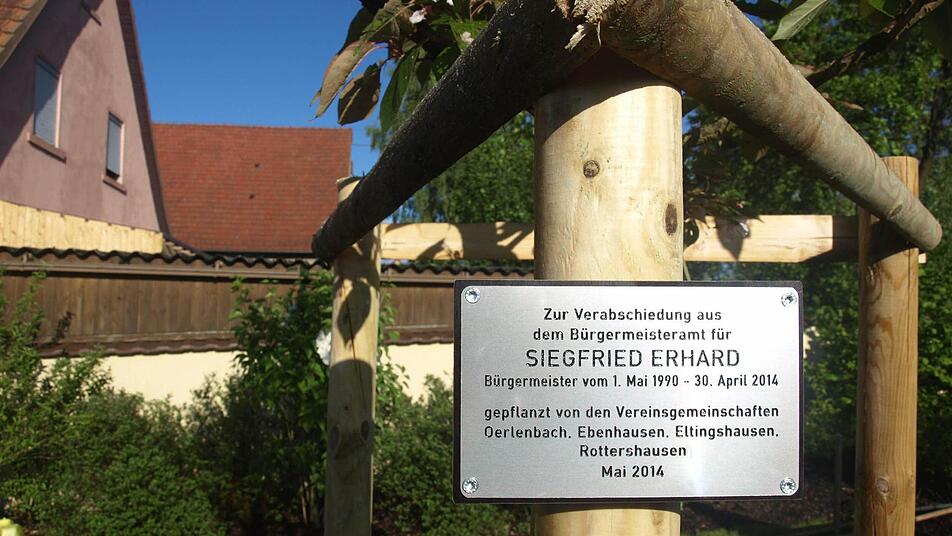 Zur Verabschiedung aus
dem Bürgermeisteramt für
SIEGFRIED ERHARD
Bürgermeister vom 1. Mai 1990 - 30. April 2014
gepflanzt von den Vereinsgemeinschaften
Oerlenbach, Ebenhausen, Eltingshausen,
Rottershausen
Mai 2014